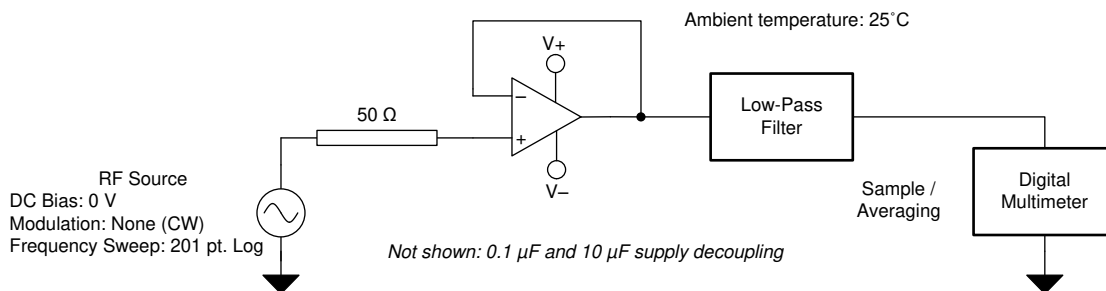 Ambient temperature: 25˚C
V+
−
50 Ω
+
V−
Low-Pass
Filter
RF Source
DC Bias: 0 V
Modulation: None (CW)
Frequency Sweep: 201 pt. Log
Sample /
Averaging
Digital
Multimeter
Not shown: 0.1 µF and 10 µF supply decoupling